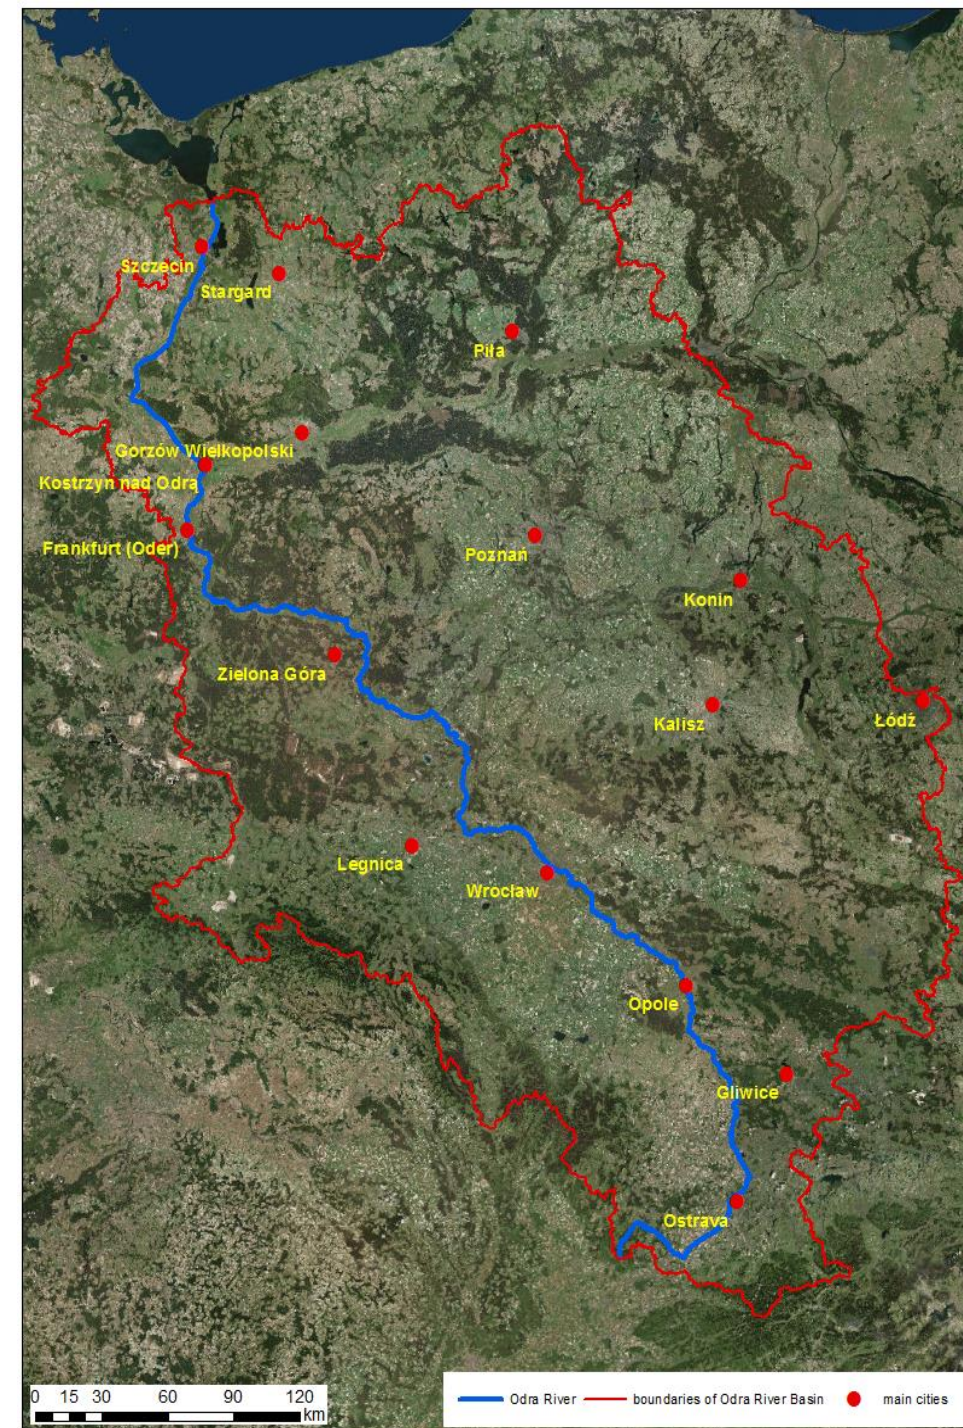 Szczecin
Stargard
Piła
Gorzów Wielkopolski
Kostrzyn nad Odrą
Frankfurt (Oder)
Poznań
Konin
Zielona Góra
Kalisz
Łódź
Legnica
Wrocław
Opole
Gliwice
Ostrava
0 15 30 60 90 120
km
Odra River boundaries of Odra River Basin main cities